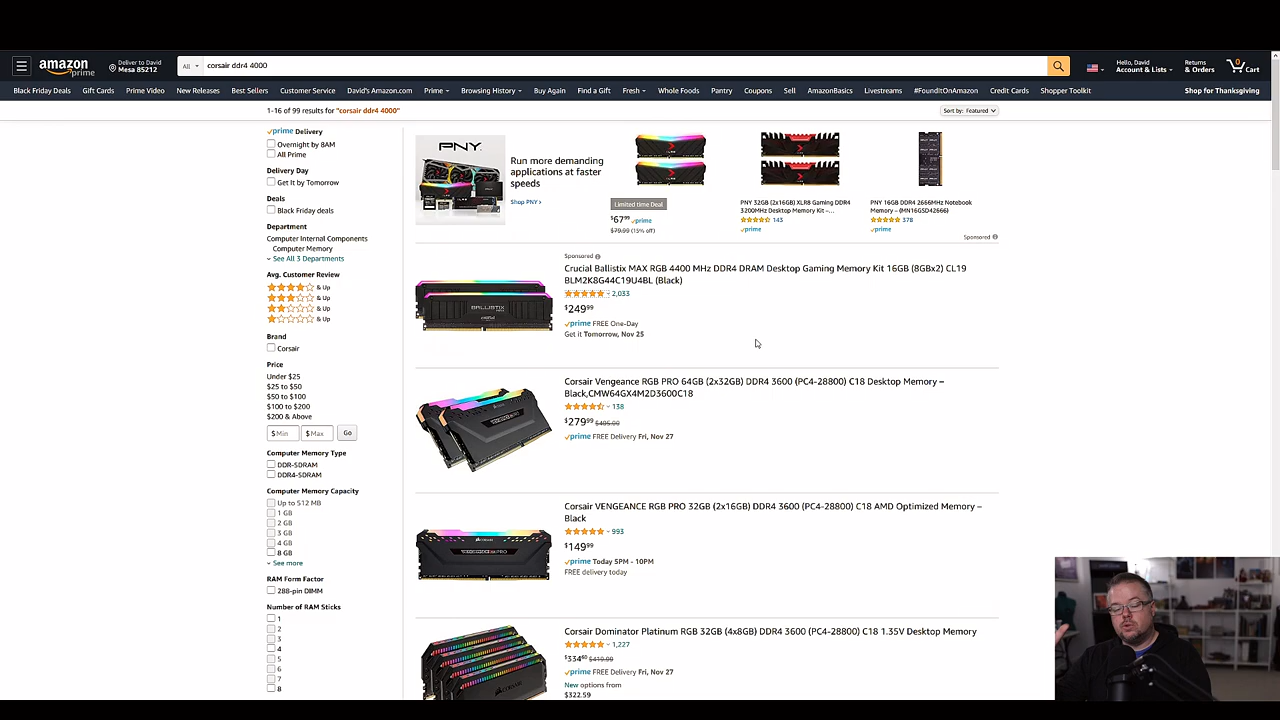 amazon
prime
Deliver to David
Mesa 85212
All
corsair ddr4 4000
Hello, David
Account & Lists
Returns
& Orders
0
Cart
Black Friday Deals
Gift Cards
Prime Video
New Releases
Best Sellers
Customer Service
David's Amazon.com
Prime
Browsing History
Buy Again
Find a Gift
Fresh
Whole Foods
Pantry
Coupons
Sell
AmazonBasics
Livestreams
#FoundItOnAmazon
Credit Cards
Shopper Toolkit
Shop for Thanksgiving
1-16 of 99 results for "corsair ddr4 4000"
Sort by: Featured
prime Delivery
Overnight by 8AM
All Prime
Delivery Day
Get It by Tomorrow
Deals
Black Friday deals
Department
Computer Internal Components
Computer Memory
See All 3 Departments
Avg. Customer Review
& Up
& Up
& Up
& Up
Brand
Corsair
Price
Under $25
$25 to $50
$50 to $100
$100 to $200
$200 & Above
$ Min
$ Max
Go
Computer Memory Type
DDR-SDRAM
DDR4-SDRAM
Computer Memory Capacity
Up to 512 MB
1 GB
2 GB
3 GB
4 GB
8 GB
See more
RAM Form Factor
288-pin DIMM
Number of RAM Sticks
1
2
3
4
5
6
7
8
PNY
Run more demanding
applications at faster
speeds
Shop PNY ›
Limited time Deal
$67⁹⁹ prime
$79.99 (15% off)
PNY 32GB (2x16GB) XLR8 Gaming DDR4
3200MHz Desktop Memory Kit –...
143
prime
PNY 16GB DDR4 2666MHz Notebook
Memory – (MN16GSD42666)
378
prime
Sponsored
Sponsored
Crucial Ballistix MAX RGB 4400 MHz DDR4 DRAM Desktop Gaming Memory Kit 16GB (8GBx2) CL19
BLM2K8G44C19U4BL (Black)
2,033
$249⁹⁹
prime FREE One-Day
Get it Tomorrow, Nov 25
BALLISTIX
Corsair Vengeance RGB PRO 64GB (2x32GB) DDR4 3600 (PC4-28800) C18 Desktop Memory –
Black,CMW64GX4M2D3600C18
138
$279⁹⁹ $405.99
prime FREE Delivery Fri, Nov 27
Corsair VENGEANCE RGB PRO 32GB (2x16GB) DDR4 3600 (PC4-28800) C18 AMD Optimized Memory –
Black
993
$149⁹⁹
prime Today 5PM - 10PM
FREE delivery today
Corsair Dominator Platinum RGB 32GB (4x8GB) DDR4 3600 (PC4-28800) C18 1.35V Desktop Memory
1,227
$334⁶⁰ $419.99
prime FREE Delivery Fri, Nov 27
New options from
$322.59